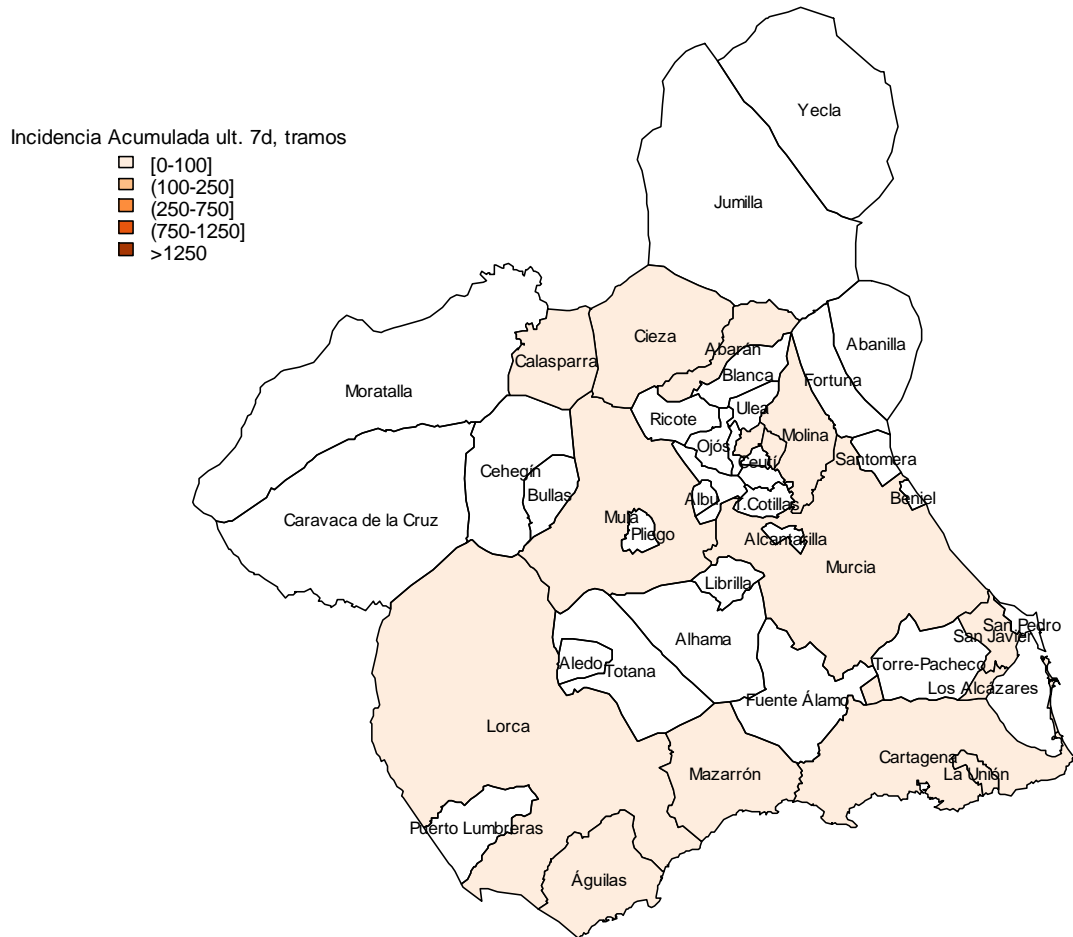 Incidencia Acumulada ult. 7d, tramos
[0-100]
(100-250]
(250-750]
(750-1250]
>1250
Yecla
Jumilla
Cieza
Abanilla
Abarán
Calasparra
Blanca
Fortuna
Moratalla
Ulea
Ricote
Molina
Ojós
Santomera
Ceutí
Cehegín
Bullas
Albu
Beniel
T.Cotillas
Mula
Caravaca de la Cruz
Pliego
Alcantarilla
Murcia
Librilla
San Pedro
San Javier
Alhama
Aledo
Torre-Pacheco
Totana
Los Alcázares
Fuente Álamo
Lorca
Cartagena
Mazarrón
La Unión
Puerto Lumbreras
Águilas